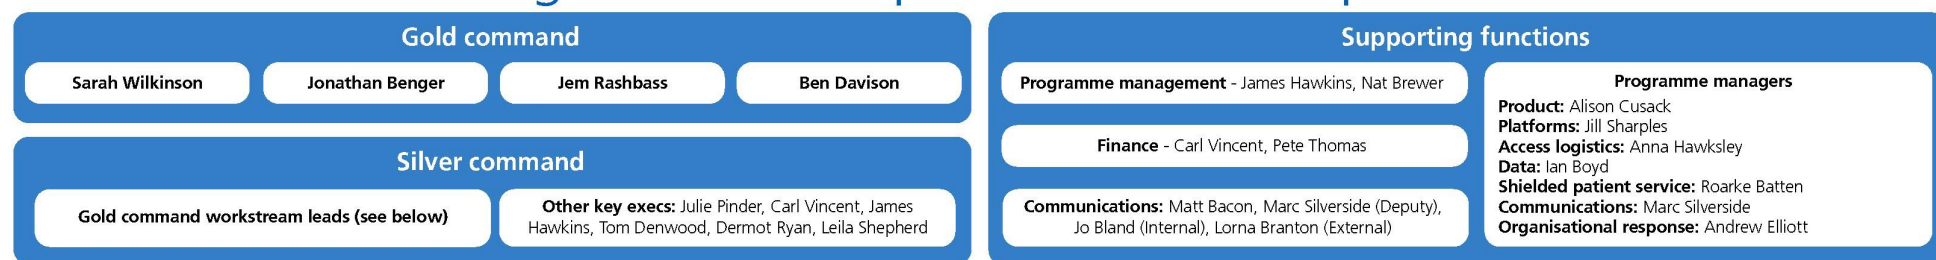 Gold command
Sarah Wilkinson
Jonathan Benger
Jem Rashbass
Ben Davison
Silver command
Gold command workstream leads (see below)
Other key execs: Julie Pinder, Carl Vincent, James
Hawkins, Tom Denwood, Dermot Ryan, Leila Shepherd
Supporting functions
Programme management - James Hawkins, Nat Brewer
Finance - Carl Vincent, Pete Thomas
Communications: Matt Bacon, Marc Silverside (Deputy),
Jo Bland (Internal), Lorna Branton (External)
Programme managers
Product: Alison Cusack
Platforms: Jill Sharples
Access logistics: Anna Hawksley
Data: Ian Boyd
Shielded patient service: Roarke Batten
Communications: Marc Silverside
Organisational response: Andrew Elliott